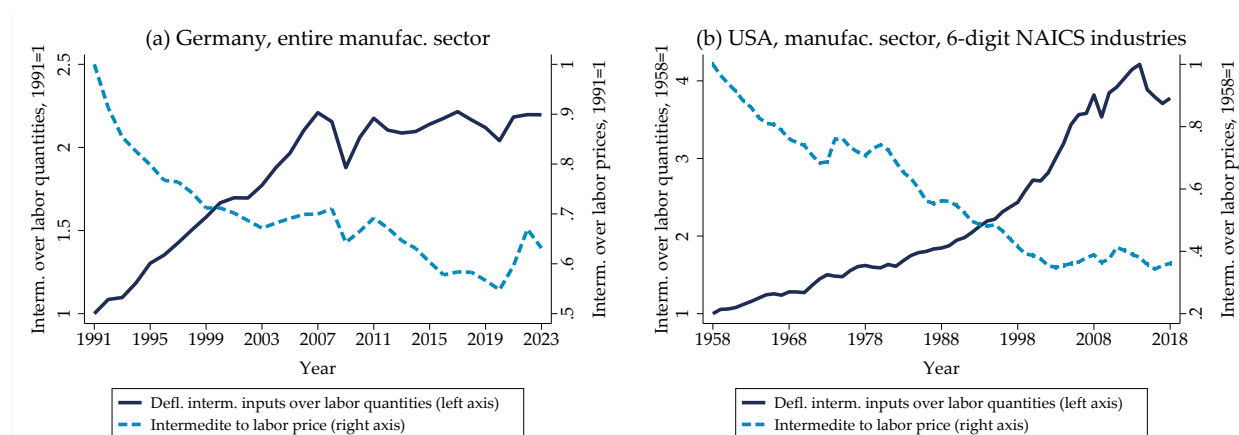 (a) Germany, entire manufac. sector
Interm. over labor quantities, 1991=1
2.5
2
1.5
1
1
.9
.8
.7
.6
.5
Interm. over labor prices, 1991=1
1991 1995 1999 2003 2007 2011 2015 2019 2023
Year
Defl. interm. inputs over labor quantities (left axis)
Intermedite to labor price (right axis)
(b) USA, manufac. sector, 6-digit NAICS industries
Interm. over labor quantities, 1958=1
4
3
2
1
1
.8
.6
.4
.2
Interm. over labor prices, 1958=1
1958 1968 1978 1988 1998 2008 2018
Year
Defl. interm. inputs over labor quantities (left axis)
Intermedite to labor price (right axis)